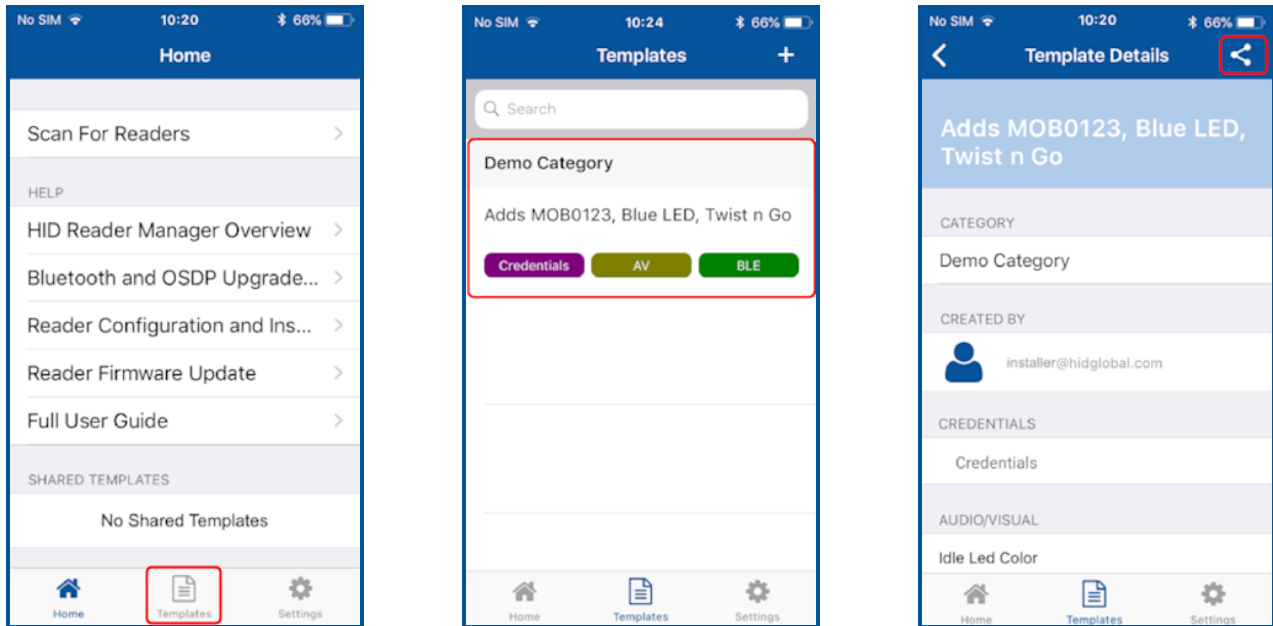 No SIM 10:20 66%
Home
Scan For Readers
HELP
HID Reader Manager Overview
Bluetooth and OSDP Upgrade...
Reader Configuration and Ins...
Reader Firmware Update
Full User Guide
SHARED TEMPLATES
No Shared Templates
Home Templates Settings
No SIM 10:24 66%
Templates +
Search
Demo Category
Adds MOB0123, Blue LED, Twist n Go
Credentials AV BLE
Home Templates Settings
No SIM 10:20 66%
Template Details
Adds MOB0123, Blue LED,
Twist n Go
CATEGORY
Demo Category
CREATED BY
installer@hidglobal.com
CREDENTIALS
Credentials
AUDIO/VISUAL
Idle Led Color
Home Templates Settings